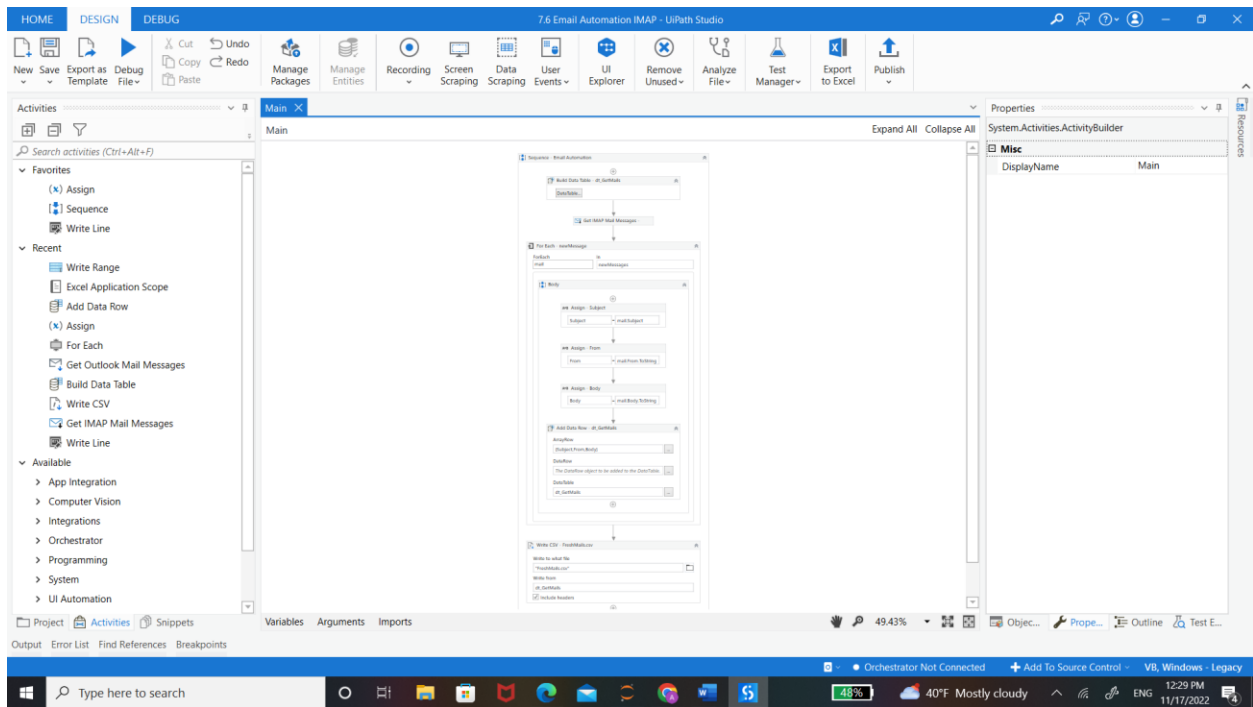 HOME DESIGN DEBUG 7.6 Email Automation IMAP - UiPath Studio
New Save Export as Template Debug File Cut Copy Paste Undo Redo Manage Packages Manage Entities Recording Screen Scraping Data Scraping User Events UI Explorer Remove Unused Analyze File Test Manager Export to Excel Publish
Activities
Search activities (Ctrl+Alt+F)
Favorites
Assign
Sequence
Write Line
Recent
Write Range
Excel Application Scope
Add Data Row
Assign
For Each
Get Outlook Mail Messages
Build Data Table
Write CSV
Get IMAP Mail Messages
Write Line
Available
App Integration
Computer Vision
Integrations
Orchestrator
Programming
System
UI Automation
Project Activities Snippets
Main
Main Expand All Collapse All
Sequence - Email Automation
Build Data Table - dt_GetMails
DataTable...
Get IMAP Mail Messages
For Each - newMessage
ForEach In
mail newMessages
Body
Assign - Subject
Subject = mail.Subject
Assign - From
From = mail.From.ToString
Assign - Body
Body = mail.Body.ToString
Add Data Row - dt_GetMails
ArrayRow
{Subject,From,Body}
DataRow
The DataRow object to be added to the DataTable.
DataTable
dt_GetMails
Write CSV - FreshMails.csv
Write to what file
"FreshMails.csv"
Write from
dt_GetMails
Include headers
Variables Arguments Imports 49.43%
Properties
System.Activities.ActivityBuilder
Misc
DisplayName Main
Resources
Objec... Prope... Outline Test E...
Output Error List Find References Breakpoints
Orchestrator Not Connected Add To Source Control VB, Windows - Legacy
Type here to search 48% 40°F Mostly cloudy ENG 12:29 PM
11/17/2022 4